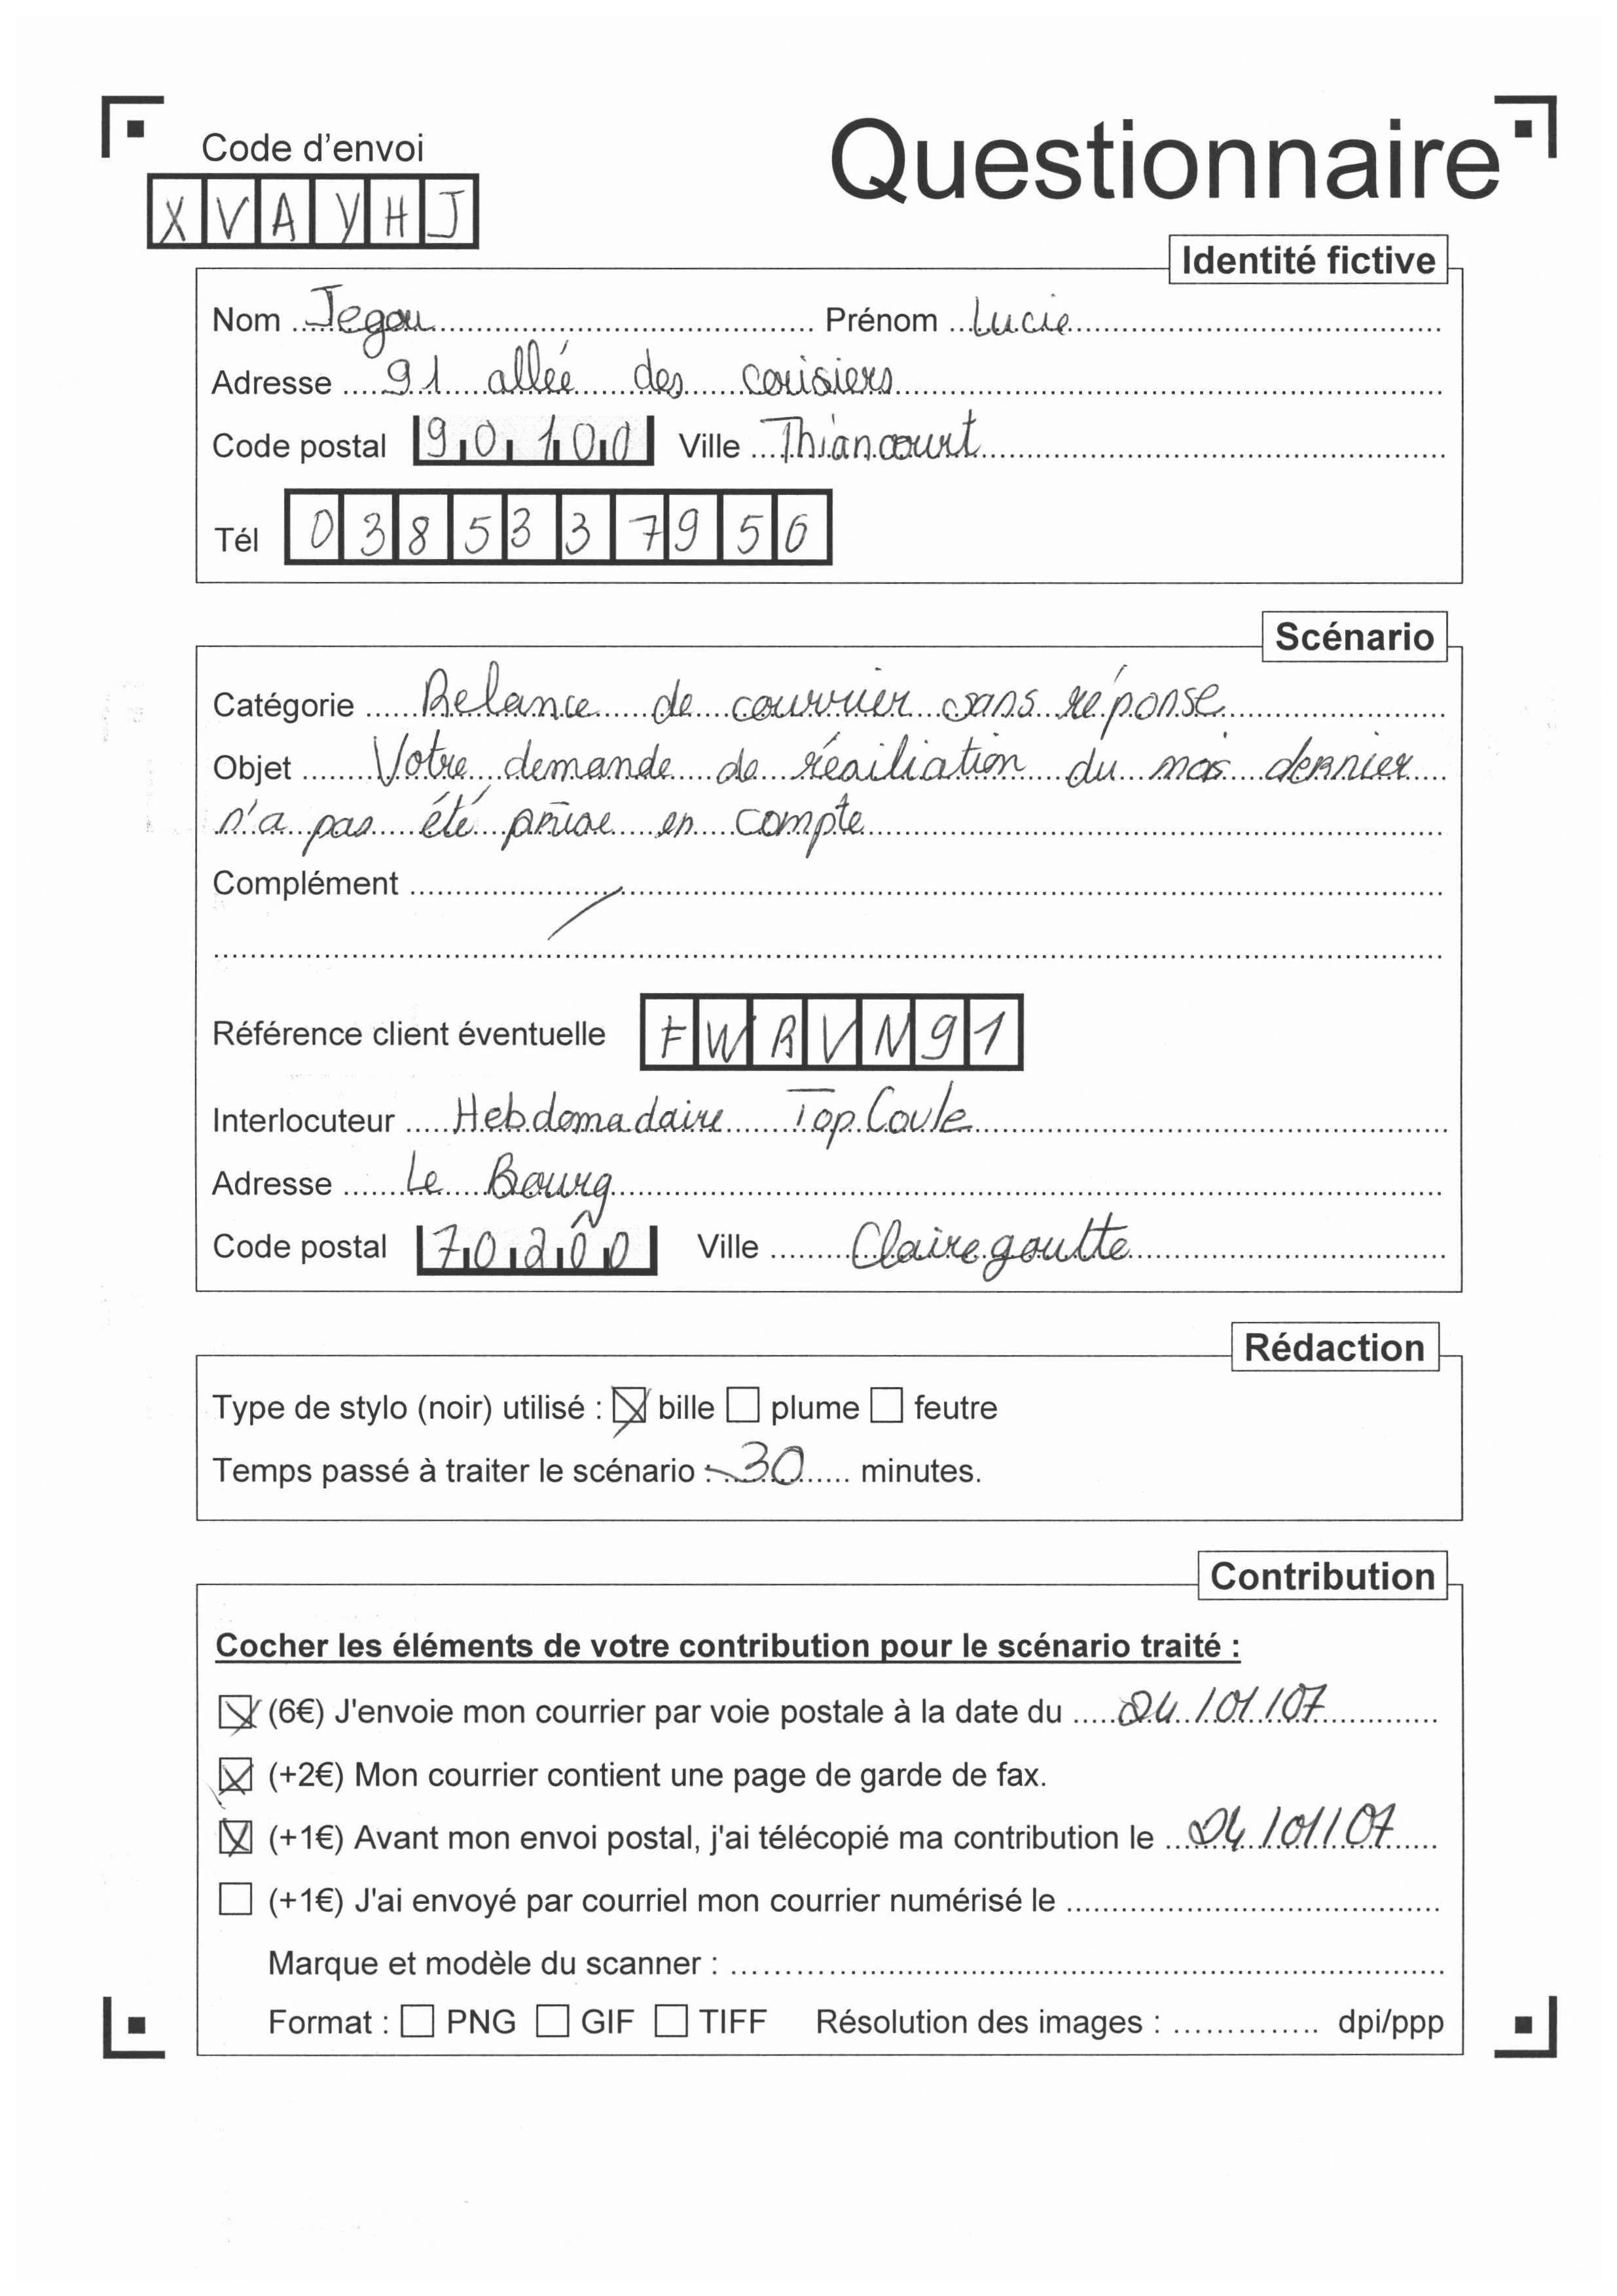 Code d'envoi
Questionnaire
XVAYHJ
Identité fictive
Nom Jegou Prénom Lucie
Adresse 91 allée des cerisiers
Code postal 90100 Ville Thiancourt
Tél 0385337956
Scénario
Catégorie Relance de courrier sans réponse
Objet Votre demande de résiliation du mois dernier
n'a pas été prise en compte
Complément /
Référence client éventuelle FWRVN91
Interlocuteur Hebdomadaire TopCoule
Adresse Le Bourg
Code postal 70200 Ville Clairegoutte
Rédaction
Type de stylo (noir) utilisé : ☒ bille ☐ plume ☐ feutre
Temps passé à traiter le scénario : 30 minutes.
Contribution
Cocher les éléments de votre contribution pour le scénario traité :
☒ (6€) J'envoie mon courrier par voie postale à la date du 24/01/07
☒ (+2€) Mon courrier contient une page de garde de fax.
☒ (+1€) Avant mon envoi postal, j'ai télécopié ma contribution le 24/01/07
☐ (+1€) J'ai envoyé par courriel mon courrier numérisé le
Marque et modèle du scanner :
Format : ☐ PNG ☐ GIF ☐ TIFF Résolution des images : dpi/ppp